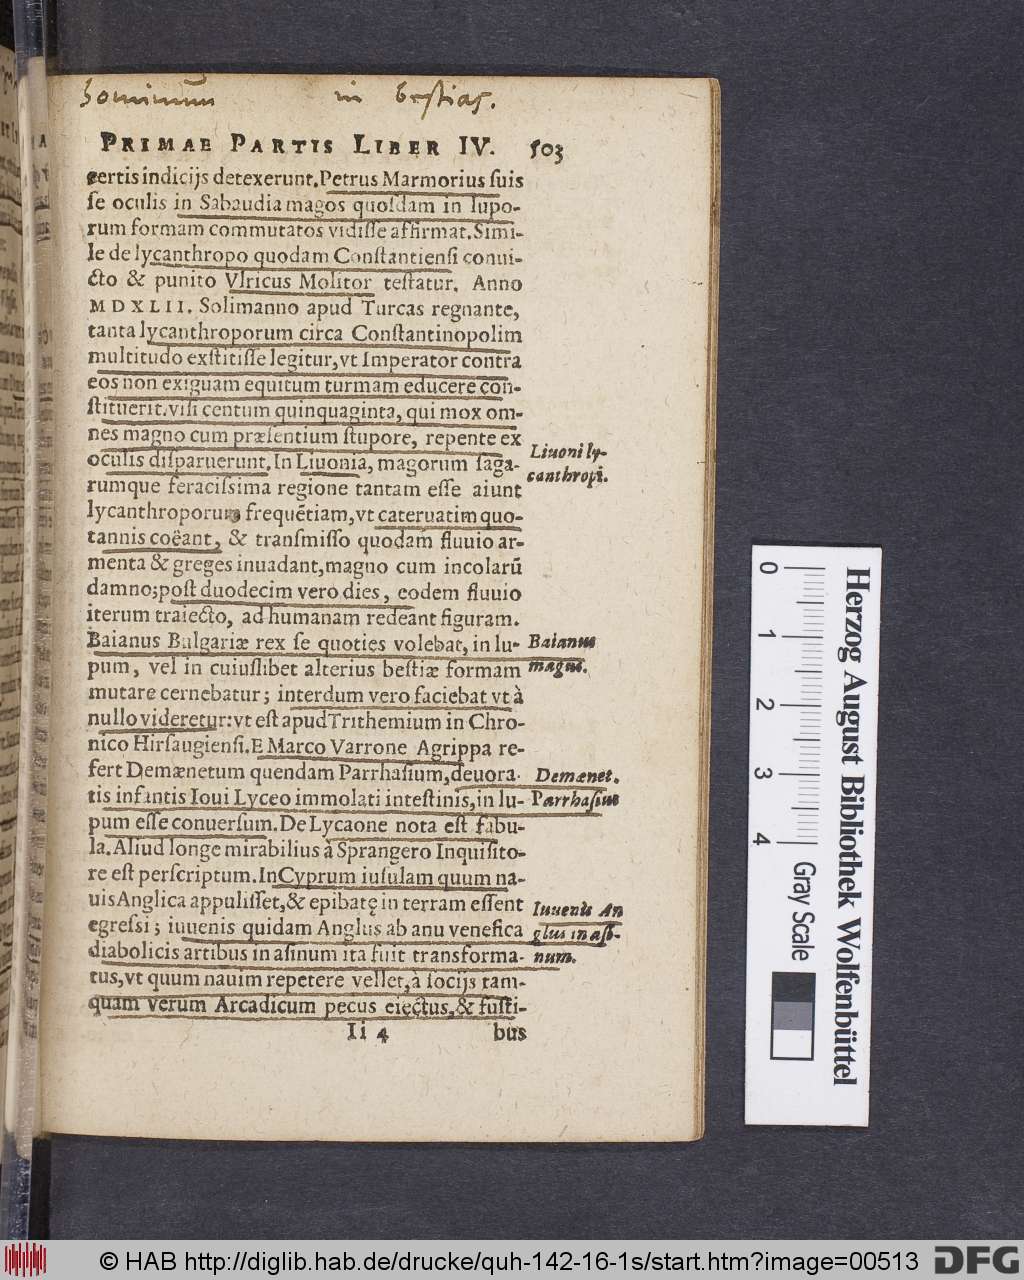 hominum in bestias.
PRIMAE PARTIS LIBER IV. 503
certis indicijs detexerunt. Petrus Marmorius ſuis
ſe oculis in Sabaudia magos quoſdam in lupo-
rum formam commutatos vidiſſe affirmat. Simi-
le de lycanthropo quodam Conſtantienſi conui-
cto & punito Vlricus Molitor teſtatur. Anno
MDXLII. Solimanno apud Turcas regnante,
tanta lycanthroporum circa Conſtantinopolim
multitudo exſtitiſſe legitur, vt Imperator contra
eos non exiguam equitum turmam educere con-
ſtituerit. viſi centum quinquaginta, qui mox om-
nes magno cum præſentium ſtupore, repente ex
oculis diſparuerunt. In Liuonia, magorum ſaga-
rumque feraciſsima regione tantam eſſe aiunt
lycanthroporum frequẽtiam, vt cateruatim quo-
tannis coëant, & tranſmiſſo quodam fluuio ar-
menta & greges inuadant, magno cum incolarũ
damno; poſt duodecim vero dies, eodem fluuio
iterum traiecto, ad humanam redeant figuram.
Baianus Bulgariæ rex ſe quoties volebat, in lu-
pum, vel in cuiuſlibet alterius beſtiæ formam
mutare cernebatur; interdum vero faciebat vt à
nullo videretur: vt eſt apud Trithemium in Chro-
nico Hirſaugienſi. E Marco Varrone Agrippa re-
fert Demænetum quendam Parrhaſium, deuora-
tis infantis Ioui Lyceo immolati inteſtinis, in lu-
pum eſſe conuerſum. De Lycaone nota eſt fabu-
la. Aliud longe mirabilius à Sprangero Inquiſito-
re eſt perſcriptum. In Cyprum iuſulam quum na-
uis Anglica appuliſſet, & epibatę in terram eſſent
egreſsi; iuuenis quidam Anglus ab anu venefica
diabolicis artibus in aſinum ita fuit transforma-
tus, vt quum nauim repetere vellet, à ſocijs tam-
quam verum Arcadicum pecus eiectus, & fuſti-
Ii 4 bus
Liuoni ly-
canthropi.
Baianus
magus.
Demænet.
Parrhaſius
Iuuenis An
glus in aſi-
num.
0
1
2
3
4
Herzog August Bibliothek Wolfenbüttel
Gray Scale
© HAB http://diglib.hab.de/drucke/quh-142-16-1s/start.htm?image=00513
DFG